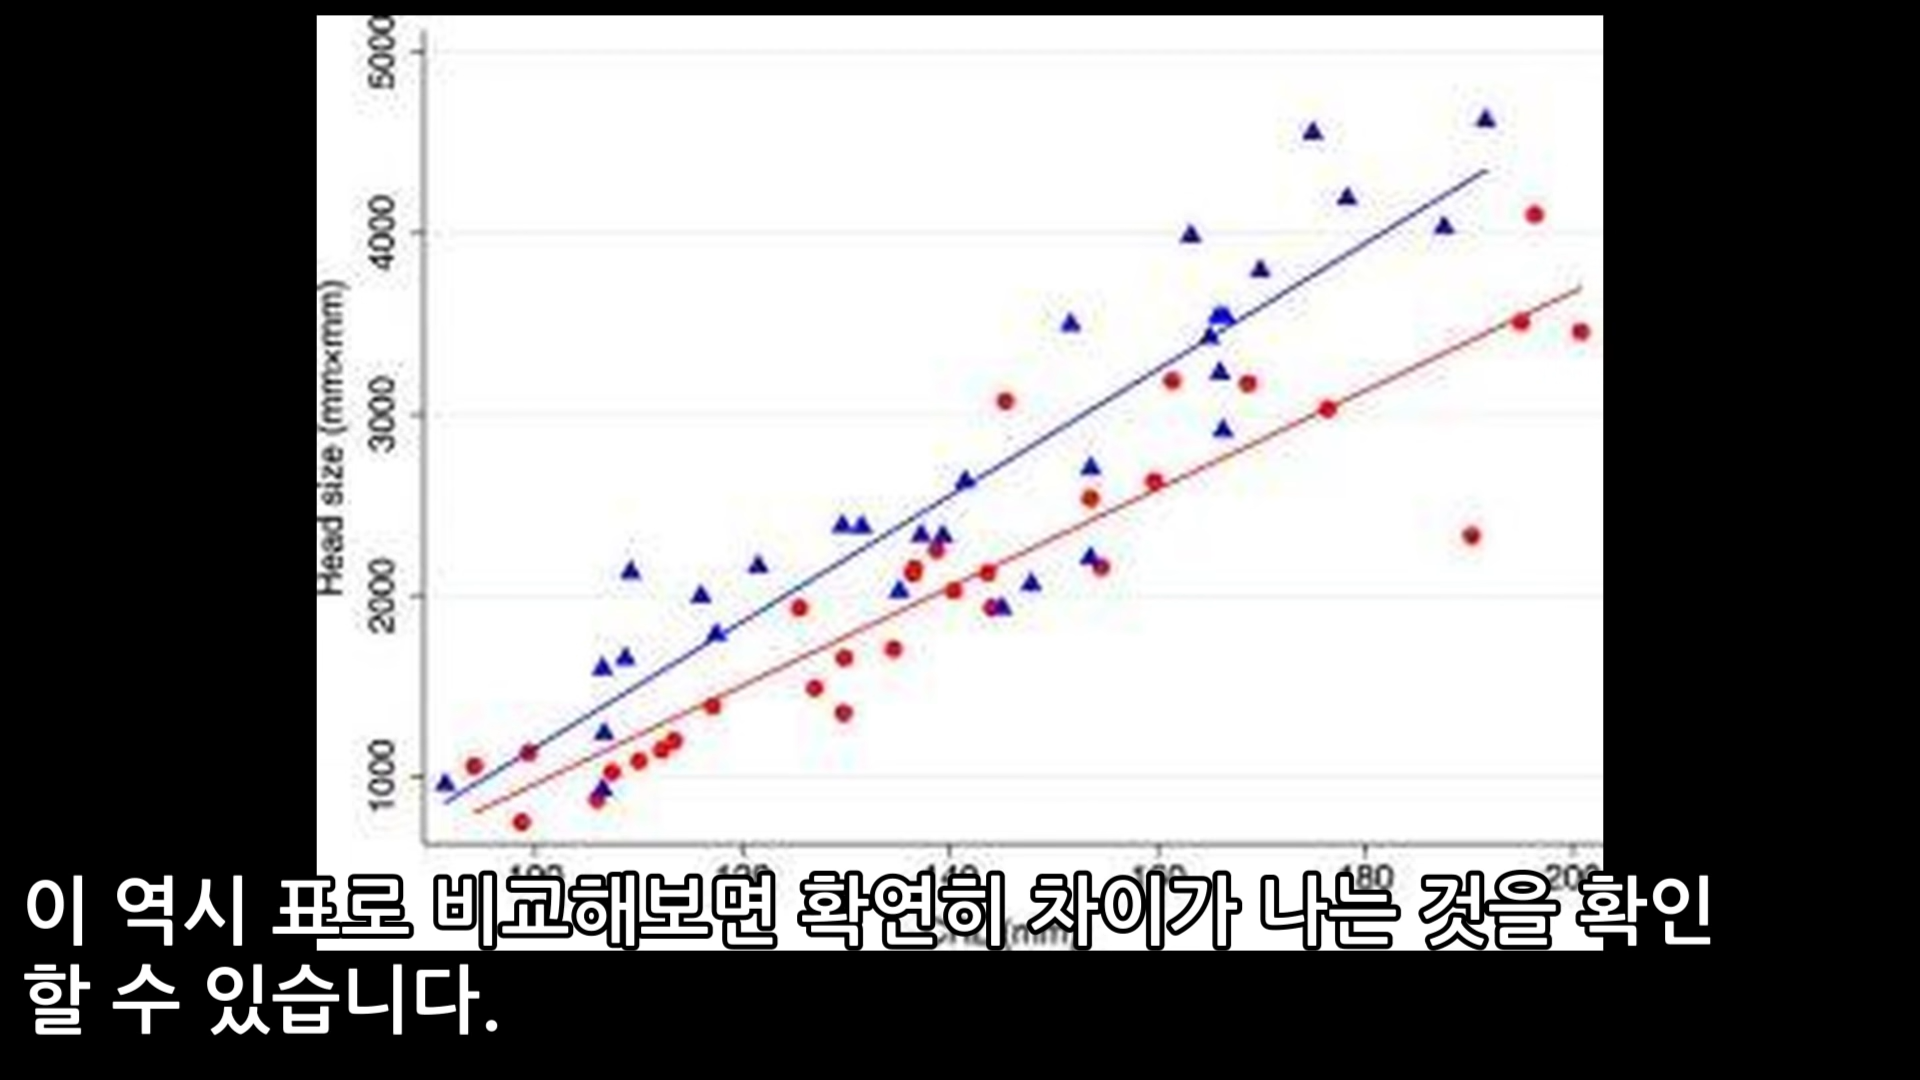 5000
4000
3000
2000
1000
Head size (mm×mm)
180
이 역시 표로 비교해보면 확연히 차이가 나는 것을 확인
할 수 있습니다.